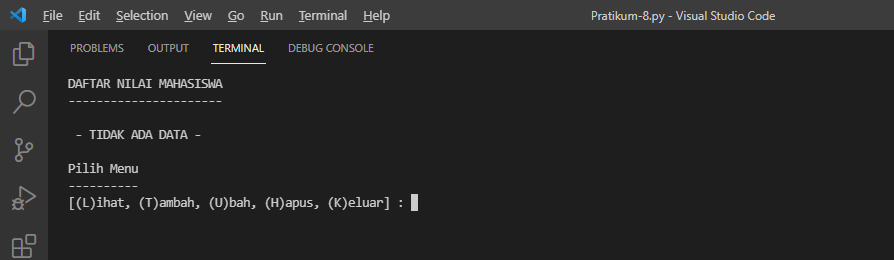 File Edit Selection View Go Run Terminal Help Pratikum-8.py - Visual Studio Code
PROBLEMS OUTPUT TERMINAL DEBUG CONSOLE
DAFTAR NILAI MAHASISWA
----------------------
- TIDAK ADA DATA -
Pilih Menu
----------
[(L)ihat, (T)ambah, (U)bah, (H)apus, (K)eluar] :